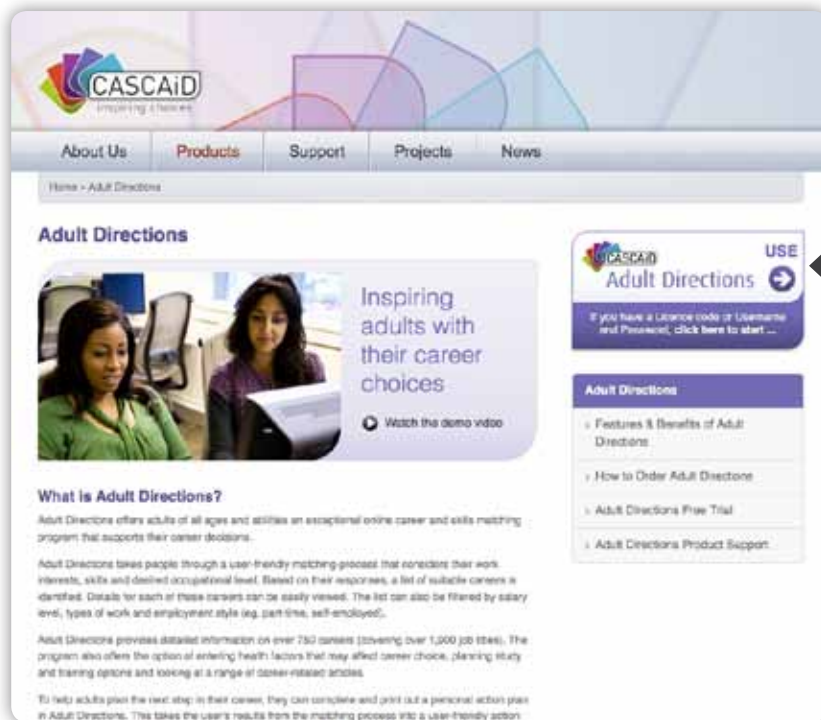 CASCAiD
inspiring choices
About Us
Products
Support
Projects
News
Home > Adult Directions
Adult Directions
Inspiring
adults with
their career
choices
Watch the demo video
CASCAiD
USE
Adult Directions
If you have a Licence code or Username
and Password, click here to start ...
Adult Directions
Features & Benefits of Adult
Directions
How to Order Adult Directions
Adult Directions Free Trial
Adult Directions Product Support
What is Adult Directions?
Adult Directions offers adults of all ages and abilities an exceptional online career and skills matching
program that supports their career decisions.
Adult Directions takes people through a user-friendly matching process that considers their work
interests, skills and desired occupational level. Based on their responses, a list of suitable careers is
identified. Details for each of these careers can be easily viewed. The list can also be filtered by salary
level, types of work and employment style (eg. part-time, self-employed).
Adult Directions provides detailed information on over 750 careers (covering over 1,000 job titles). The
program also offers the option of entering health factors that may affect career choice, planning study
and training options and looking at a range of career-related articles.
To help adults plan the next step in their career, they can complete and print out a personal action plan
in Adult Directions. This takes the user's results from the matching process into a user-friendly action